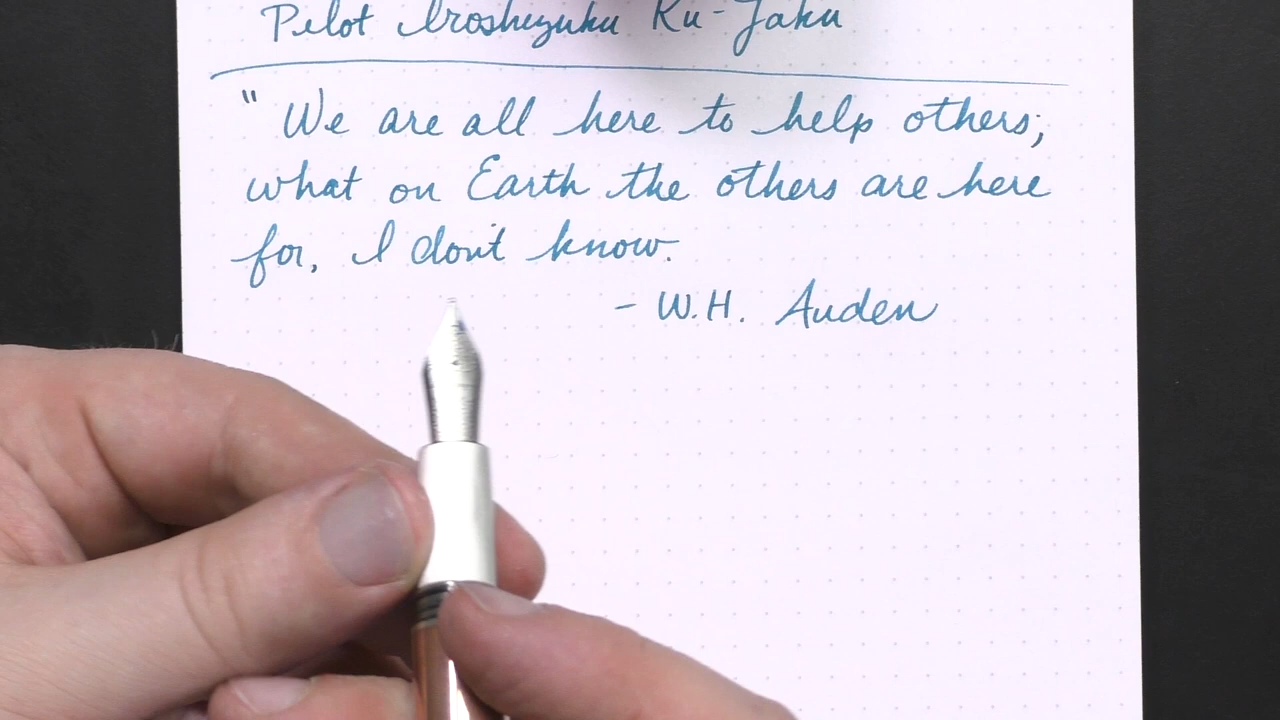 Pilot Iroshizuku Ku-Jaku
" We are all here to help others;
what on Earth the others are here
for, I don't know.
- W.H. Auden